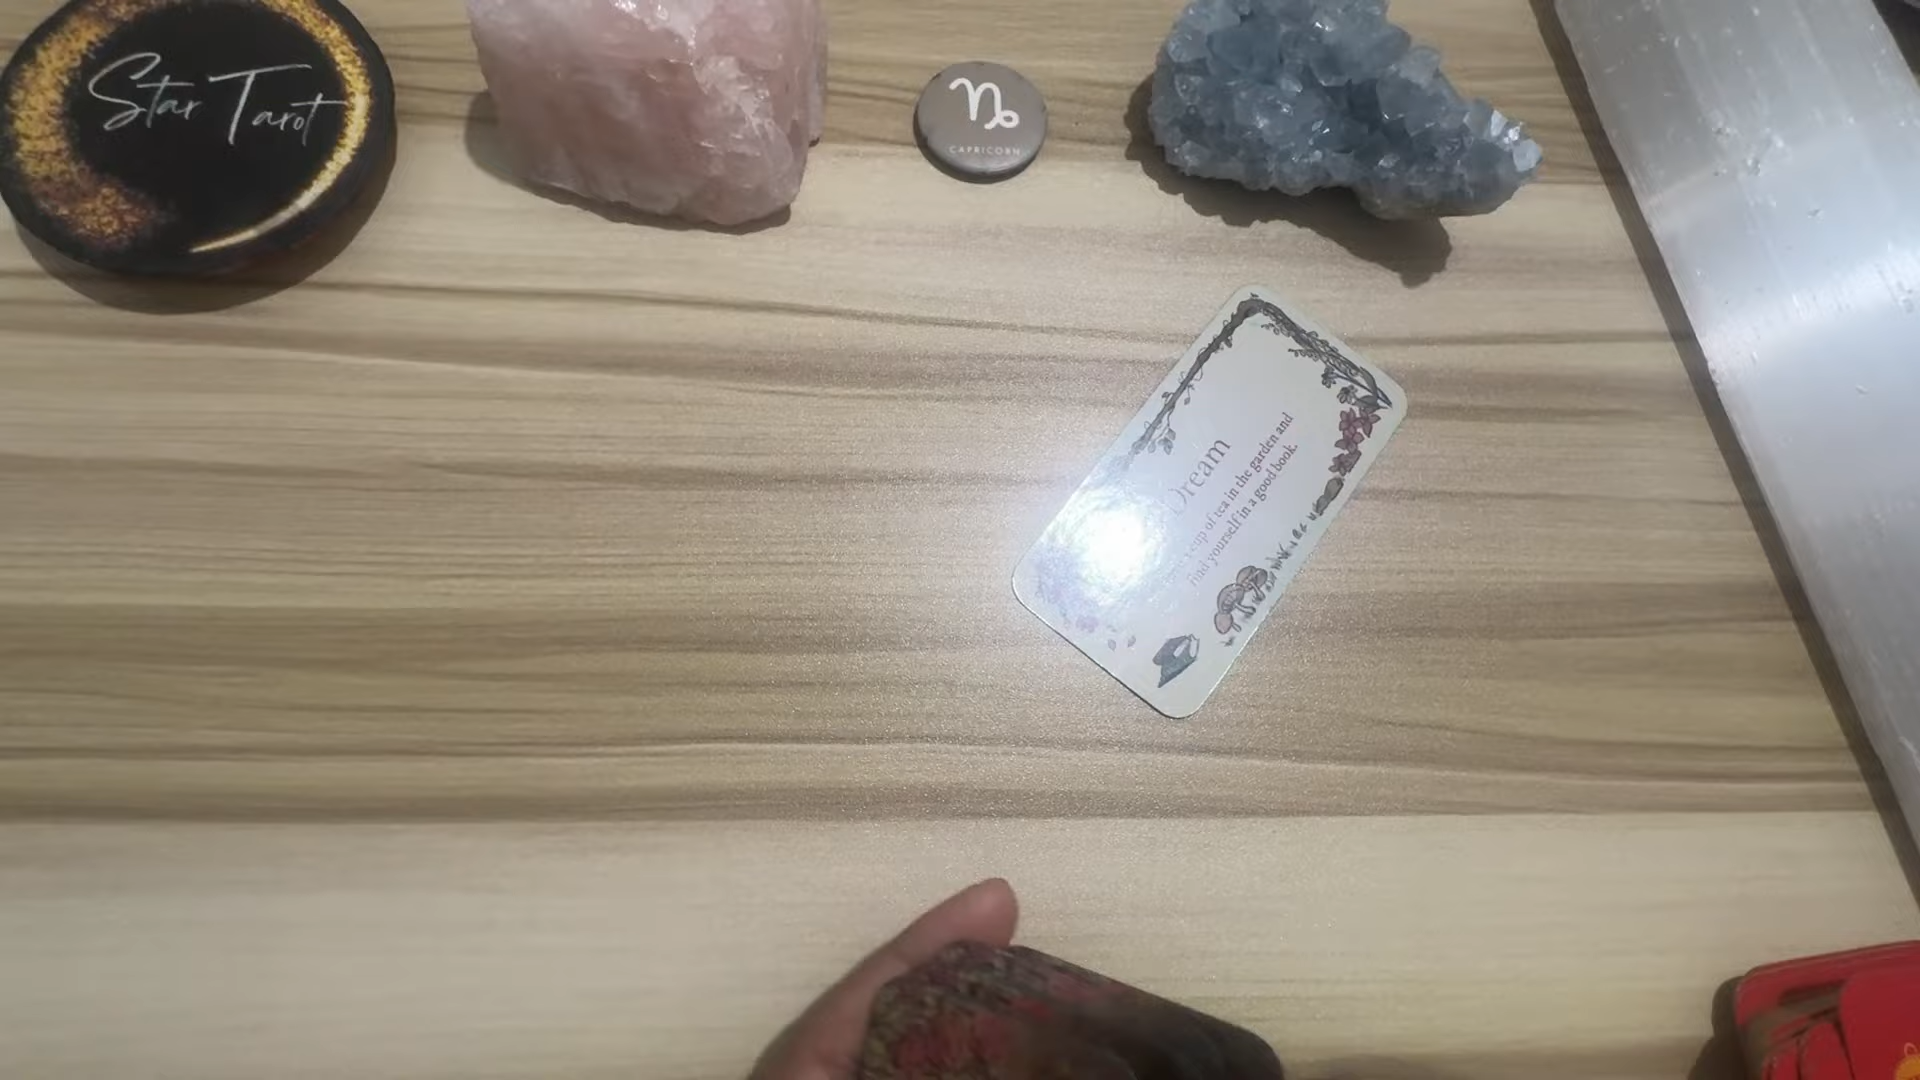 Star Tarot
CAPRICORN
Dream
cup of tea in the garden and
find yourself in a good book.